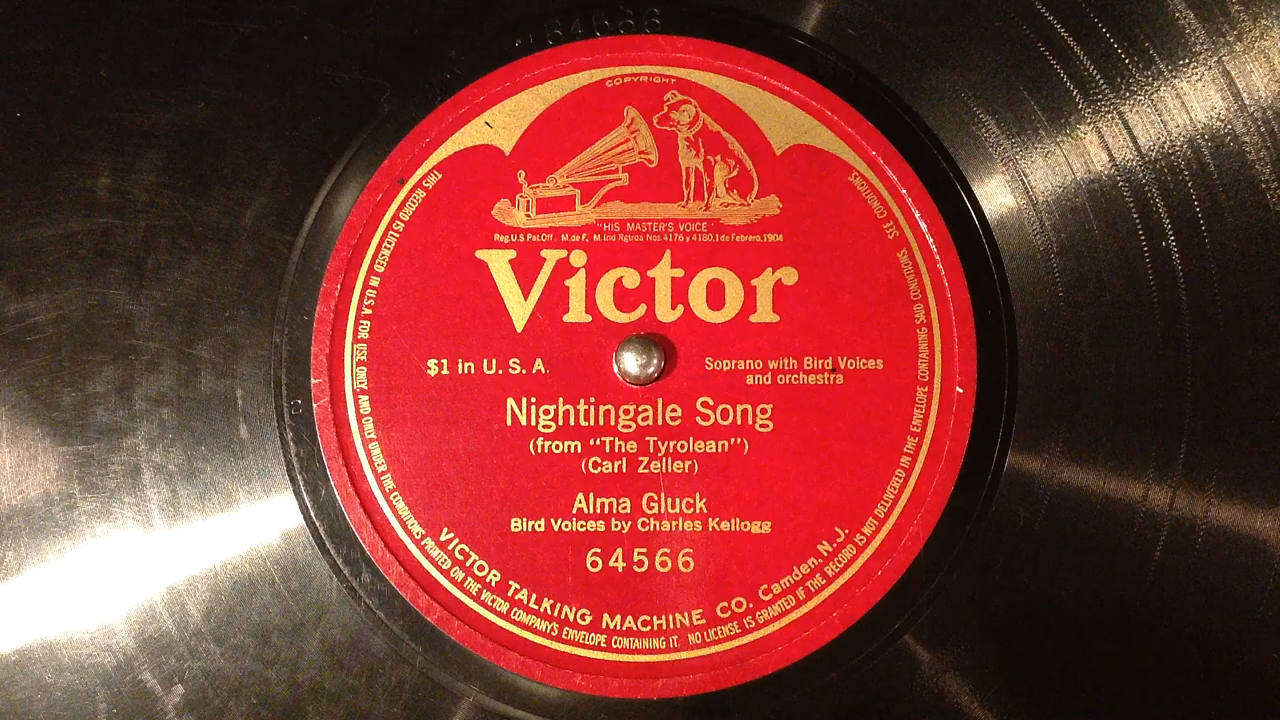 64566
COPYRIGHT
"HIS MASTER'S VOICE"
Reg.U.S Pat.Off. M.de F. M.Ind Rgtrda Nos.4176 y 4180,1 de Febrero,1904
Victor
$1 in U. S. A.
Soprano with Bird Voices
and orchestra
Nightingale Song
(from "The Tyrolean")
(Carl Zeller)
Alma Gluck
Bird Voices by Charles Kellogg
64566
VICTOR TALKING MACHINE CO. Camden, N. J.
THIS RECORD IS LICENSED IN U.S.A. FOR USE ONLY, AND ONLY UNDER THE CONDITIONS PRINTED ON THE VICTOR COMPANY'S ENVELOPE CONTAINING IT. NO LICENSE IS GRANTED IF THE RECORD IS NOT DELIVERED IN THE ENVELOPE CONTAINING SAID CONDITIONS. SEE CONDITIONS